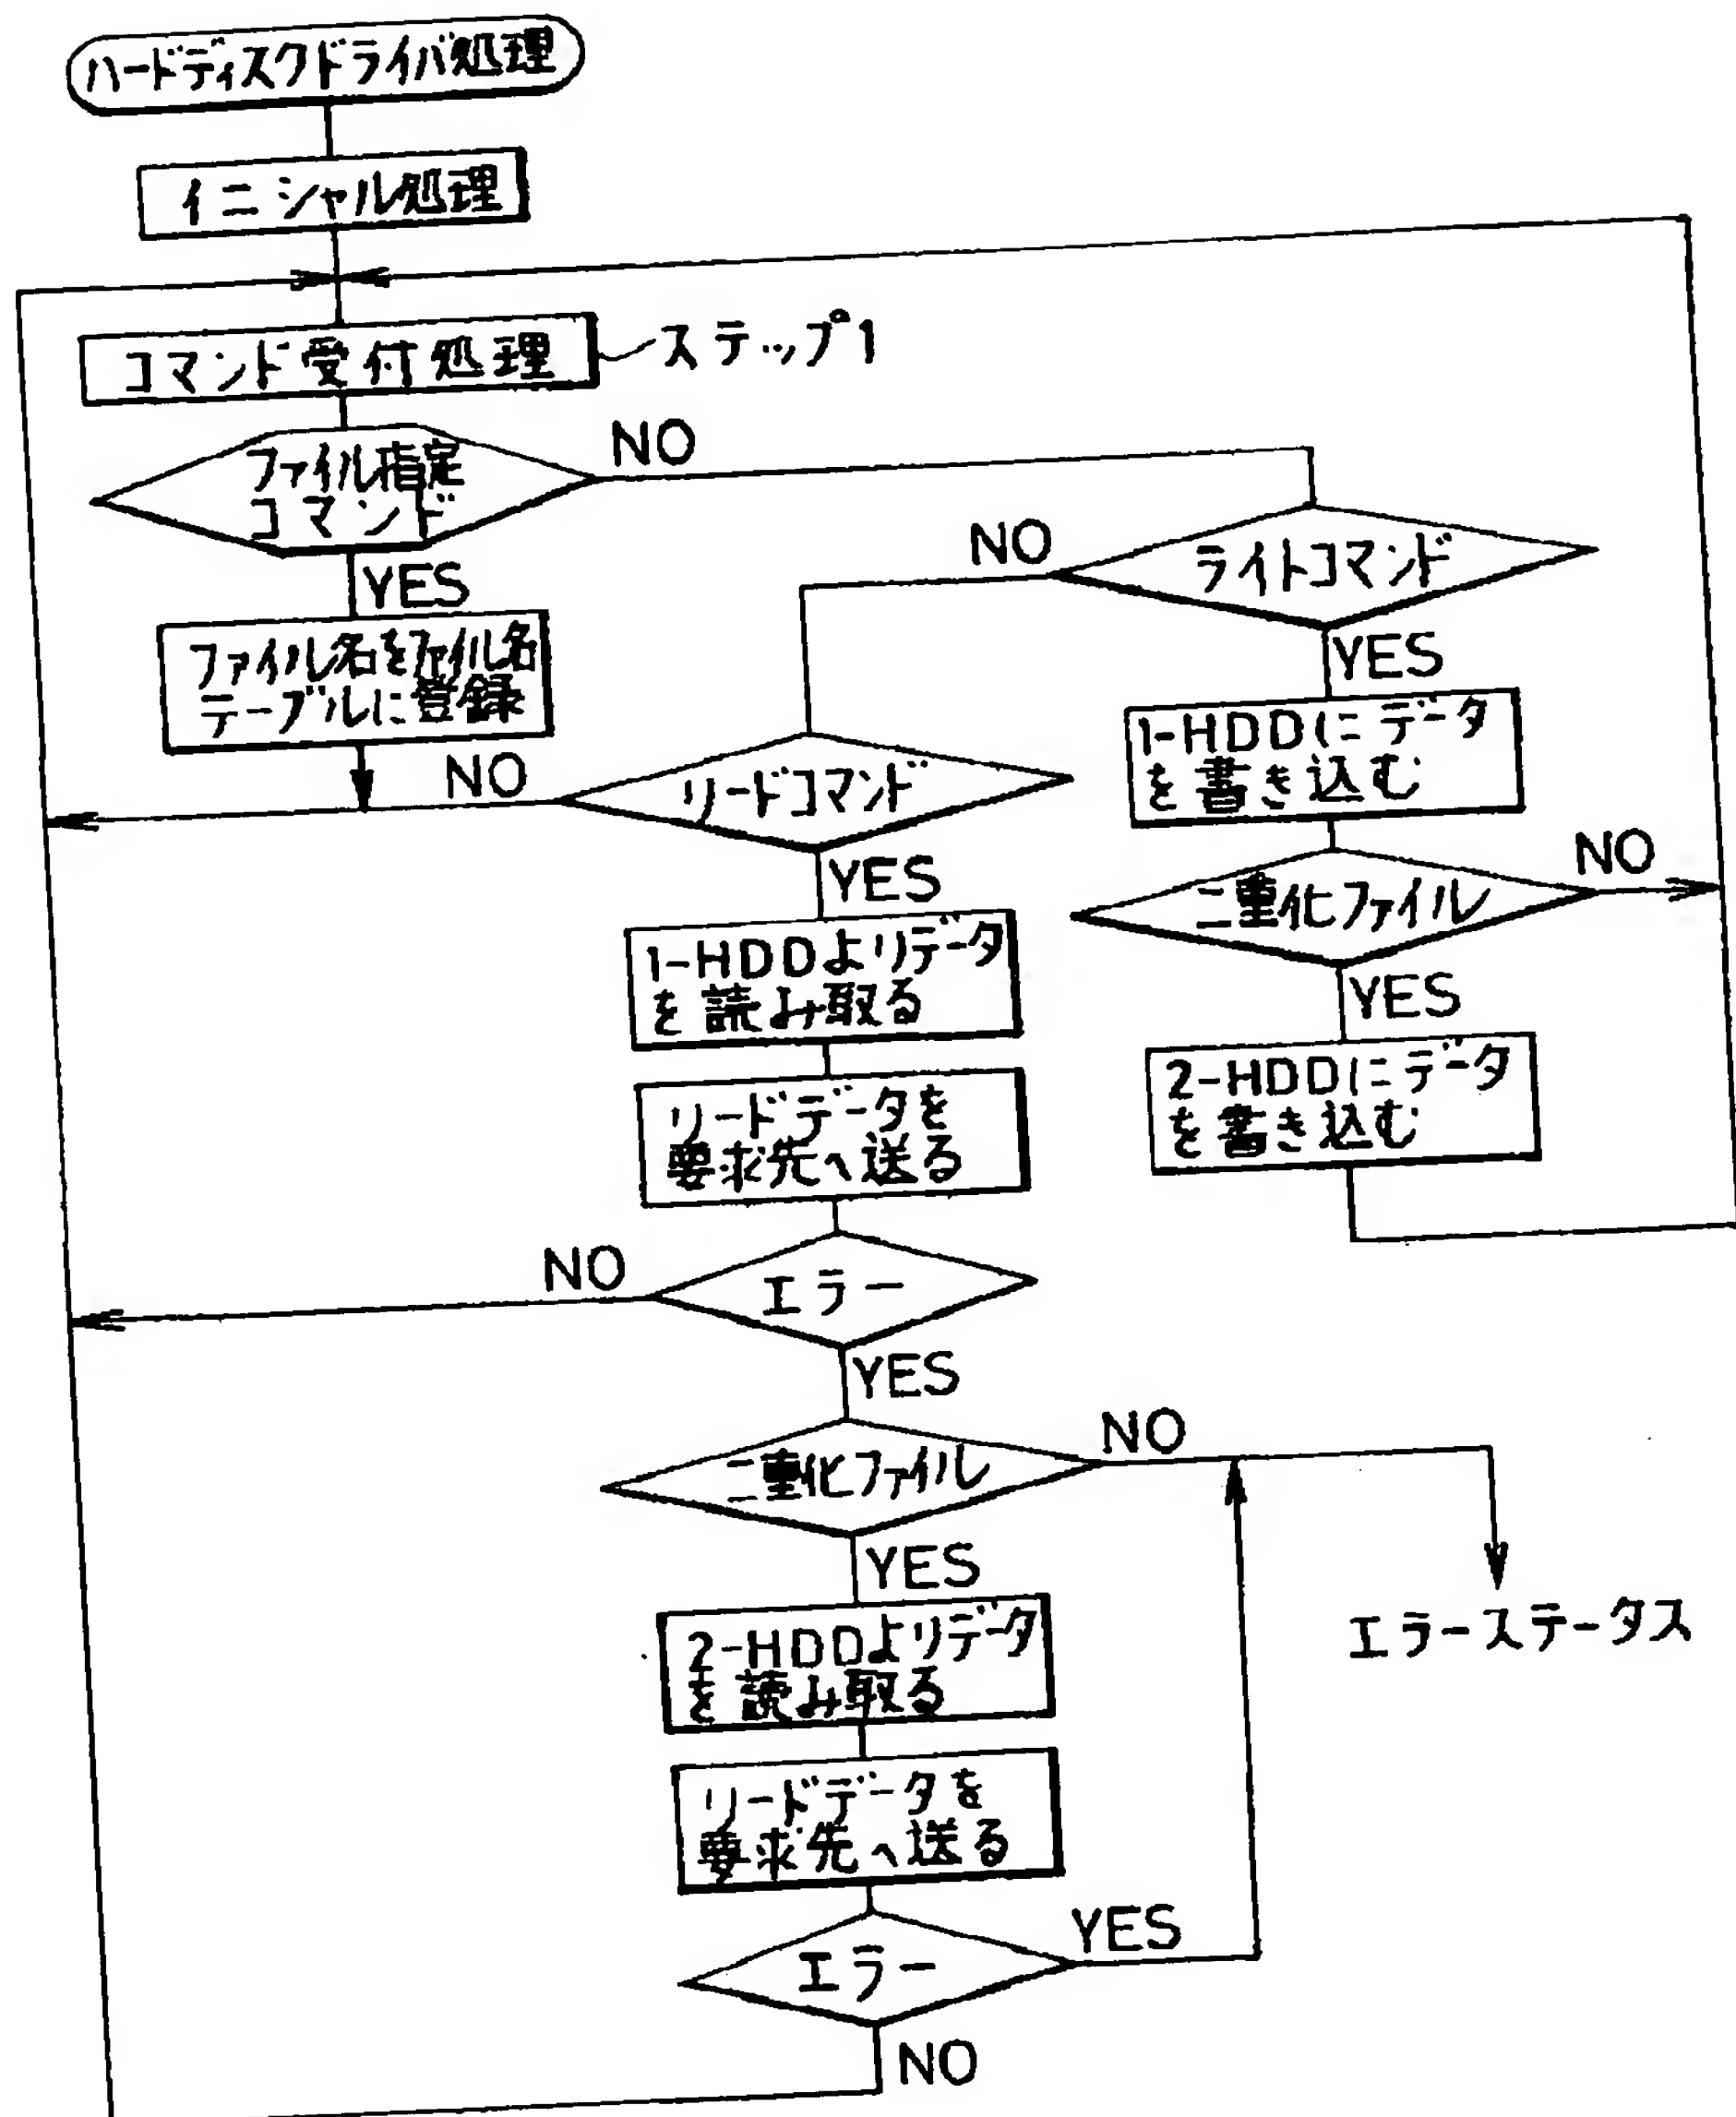 ハードディスクドライバ処理
イニシャル処理
コマンド受付処理
ステップ1
ファイル指定
コマンド
NO
YES
ファイル名をファイル名
テーブルに登録
ライトコマンド
NO
YES
1-HDDにデータ
を書き込む
二重化ファイル
NO
YES
2-HDDにデータ
を書き込む
リードコマンド
NO
YES
1-HDDよりデータ
を読み取る
リードデータを
要求先へ送る
エラー
NO
YES
二重化ファイル
NO
エラーステータス
YES
2-HDDよりデータ
を読み取る
リードデータを
要求先へ送る
エラー
YES
NO